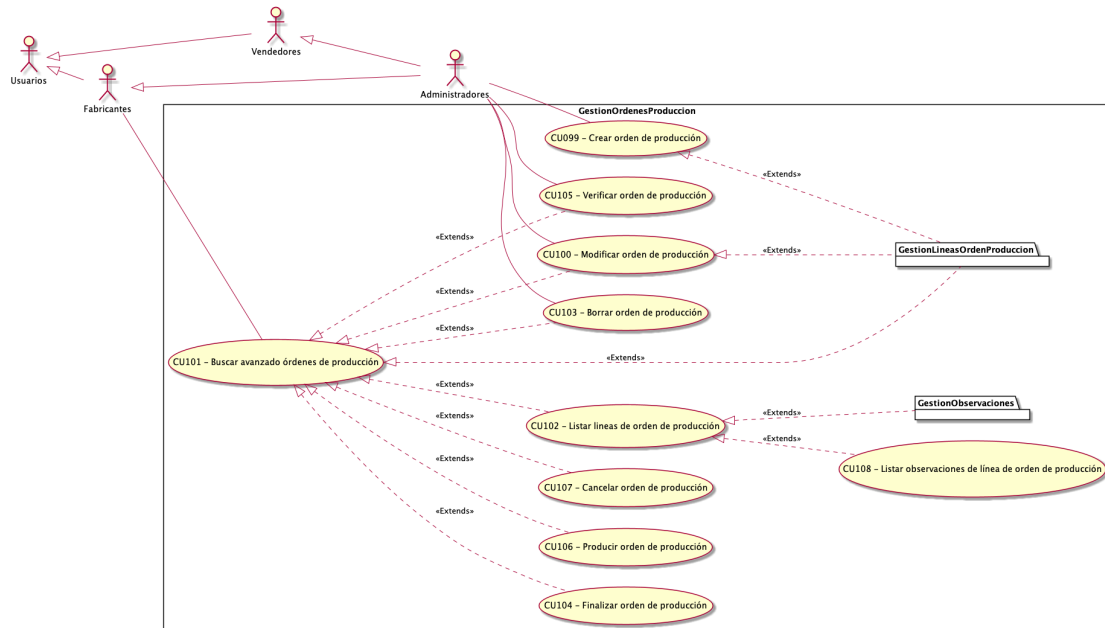 Vendedores
Usuarios
Fabricantes
Administradores
GestionOrdenesProduccion
CU099 – Crear orden de producción
«Extends»
CU105 – Verificar orden de producción
«Extends»
CU100 – Modificar orden de producción
«Extends»
GestionLineasOrdenProduccion
«Extends»
CU103 – Borrar orden de producción
«Extends»
CU101 – Buscar avanzado órdenes de producción
«Extends»
«Extends»
CU102 – Listar lineas de orden de producción
«Extends»
GestionObservaciones
«Extends»
CU108 – Listar observaciones de línea de orden de producción
«Extends»
CU107 – Cancelar orden de producción
«Extends»
CU106 – Producir orden de producción
«Extends»
CU104 – Finalizar orden de producción